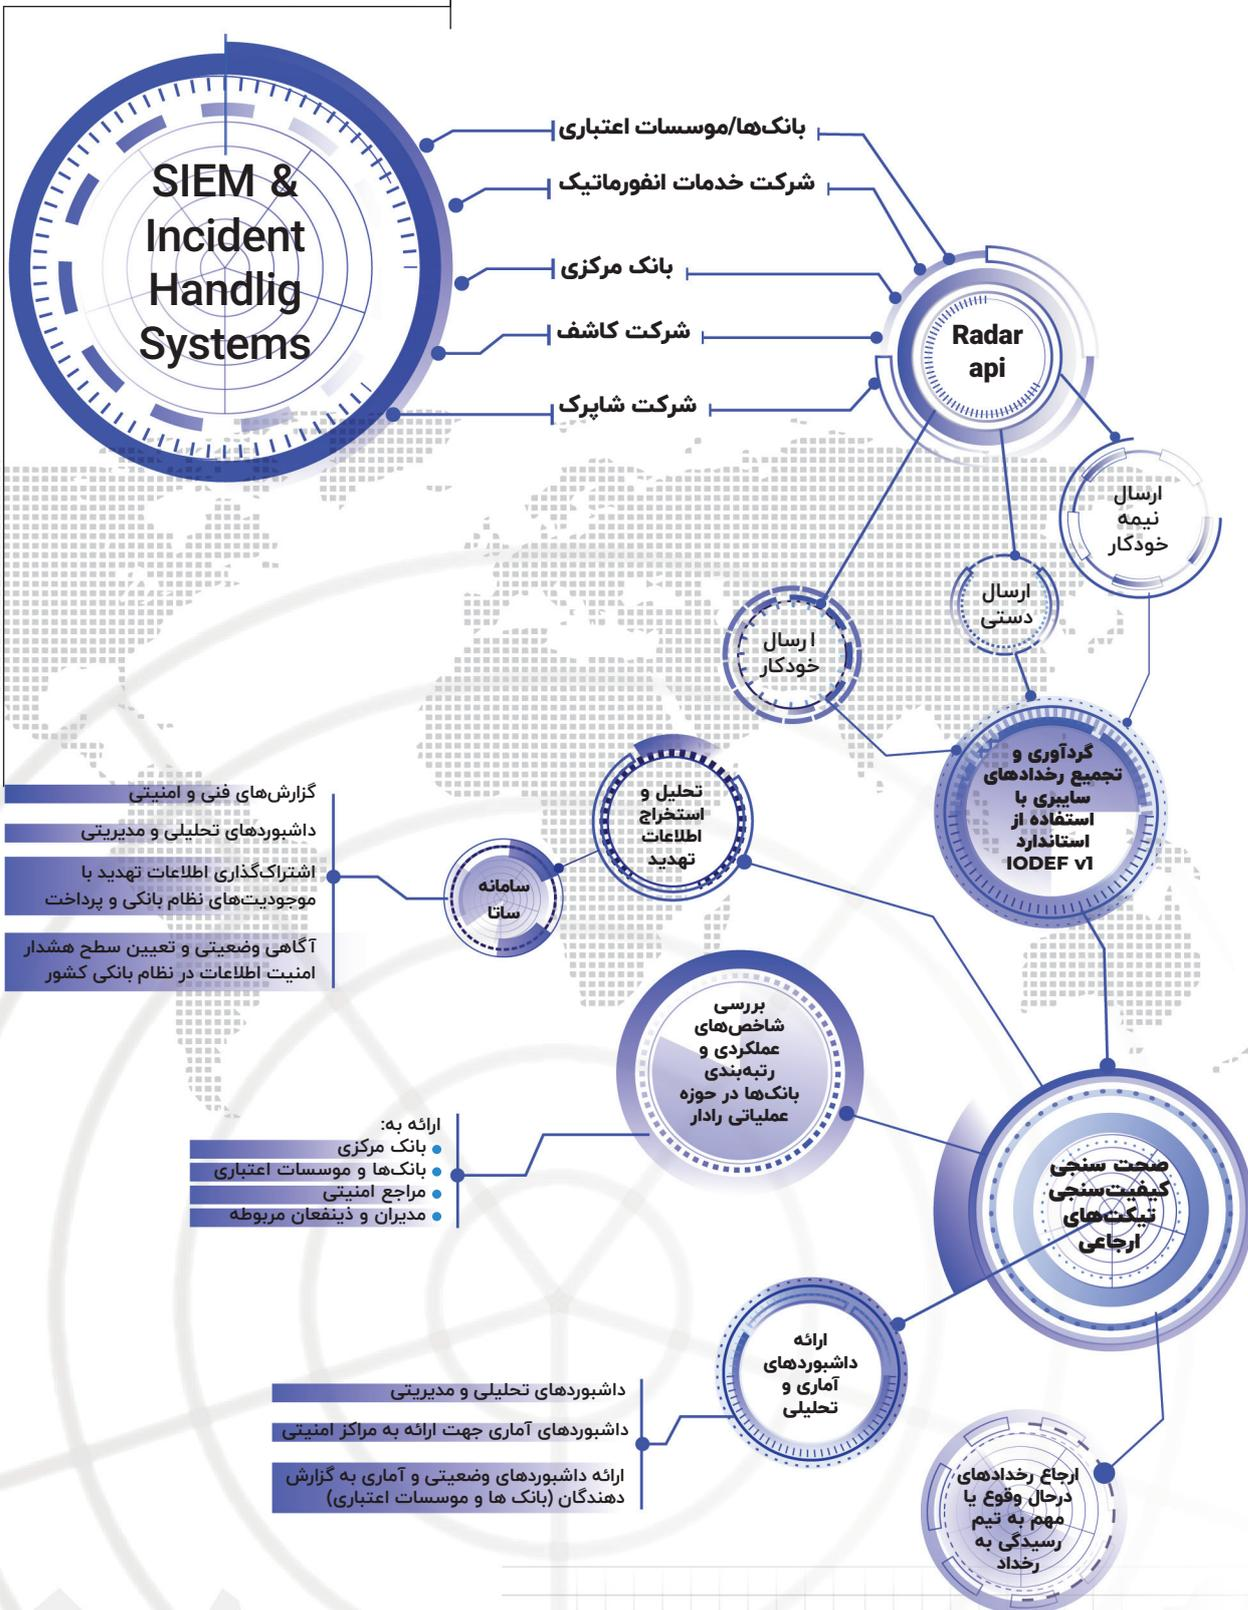 SIEM &
Incident
Handlig
Systems
بانک‌ها/موسسات اعتباری
شرکت خدمات انفورماتیک
بانک مرکزی
شرکت کاشف
شرکت شاپرک
Radar
api
ارسال
نیمه
خودکار
ارسال
دستی
ارسال
خودکار
گردآوری و
تجمیع رخدادهای
سایبری با
استفاده از
استاندارد
IODEF v1
تحلیل و
استخراج
اطلاعات
تهدید
سامانه
ساتا
گزارش‌های فنی و امنیتی
داشبوردهای تحلیلی و مدیریتی
اشتراک‌گذاری اطلاعات تهدید با
موجودیت‌های نظام بانکی و پرداخت
آگاهی وضعیتی و تعیین سطح هشدار
امنیت اطلاعات در نظام بانکی کشور
بررسی
شاخص‌های
عملکردی و
رتبه‌بندی
بانک‌ها در حوزه
عملیاتی رادار
ارائه به:
بانک مرکزی
بانک‌ها و موسسات اعتباری
مراجع امنیتی
مدیران و ذینفعان مربوطه
صحت سنجی
کیفیت‌سنجی
تیکت‌های
ارجاعی
ارائه
داشبوردهای
آماری و
تحلیلی
داشبوردهای تحلیلی و مدیریتی
داشبوردهای آماری جهت ارائه به مراکز امنیتی
ارائه داشبوردهای وضعیتی و آماری به گزارش
دهندگان (بانک ها و موسسات اعتباری)
ارجاع رخدادهای
درحال وقوع یا
مهم به تیم
رسیدگی به
رخداد